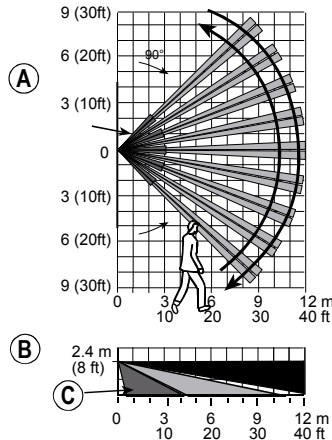 9 (30ft)
90°
6 (20ft)
A
3 (10ft)
0
3 (10ft)
6 (20ft)
9 (30ft)
0 3 6 9 12 m
10 20 30 40 ft
B
2.4 m
(8 ft)
C
0 3 6 9 12 m
10 20 30 40 ft